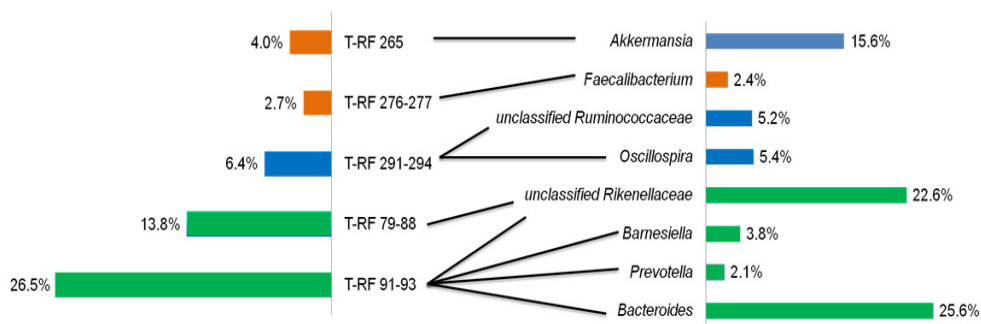 4.0% T-RF 265 Akkermansia 15.6%
Faecalibacterium 2.4%
2.7% T-RF 276-277
unclassified Ruminococcaceae 5.2%
6.4% T-RF 291-294 Oscillospira 5.4%
unclassified Rikenellaceae 22.6%
13.8% T-RF 79-88
Barnesiella 3.8%
Prevotella 2.1%
26.5% T-RF 91-93
Bacteroides 25.6%